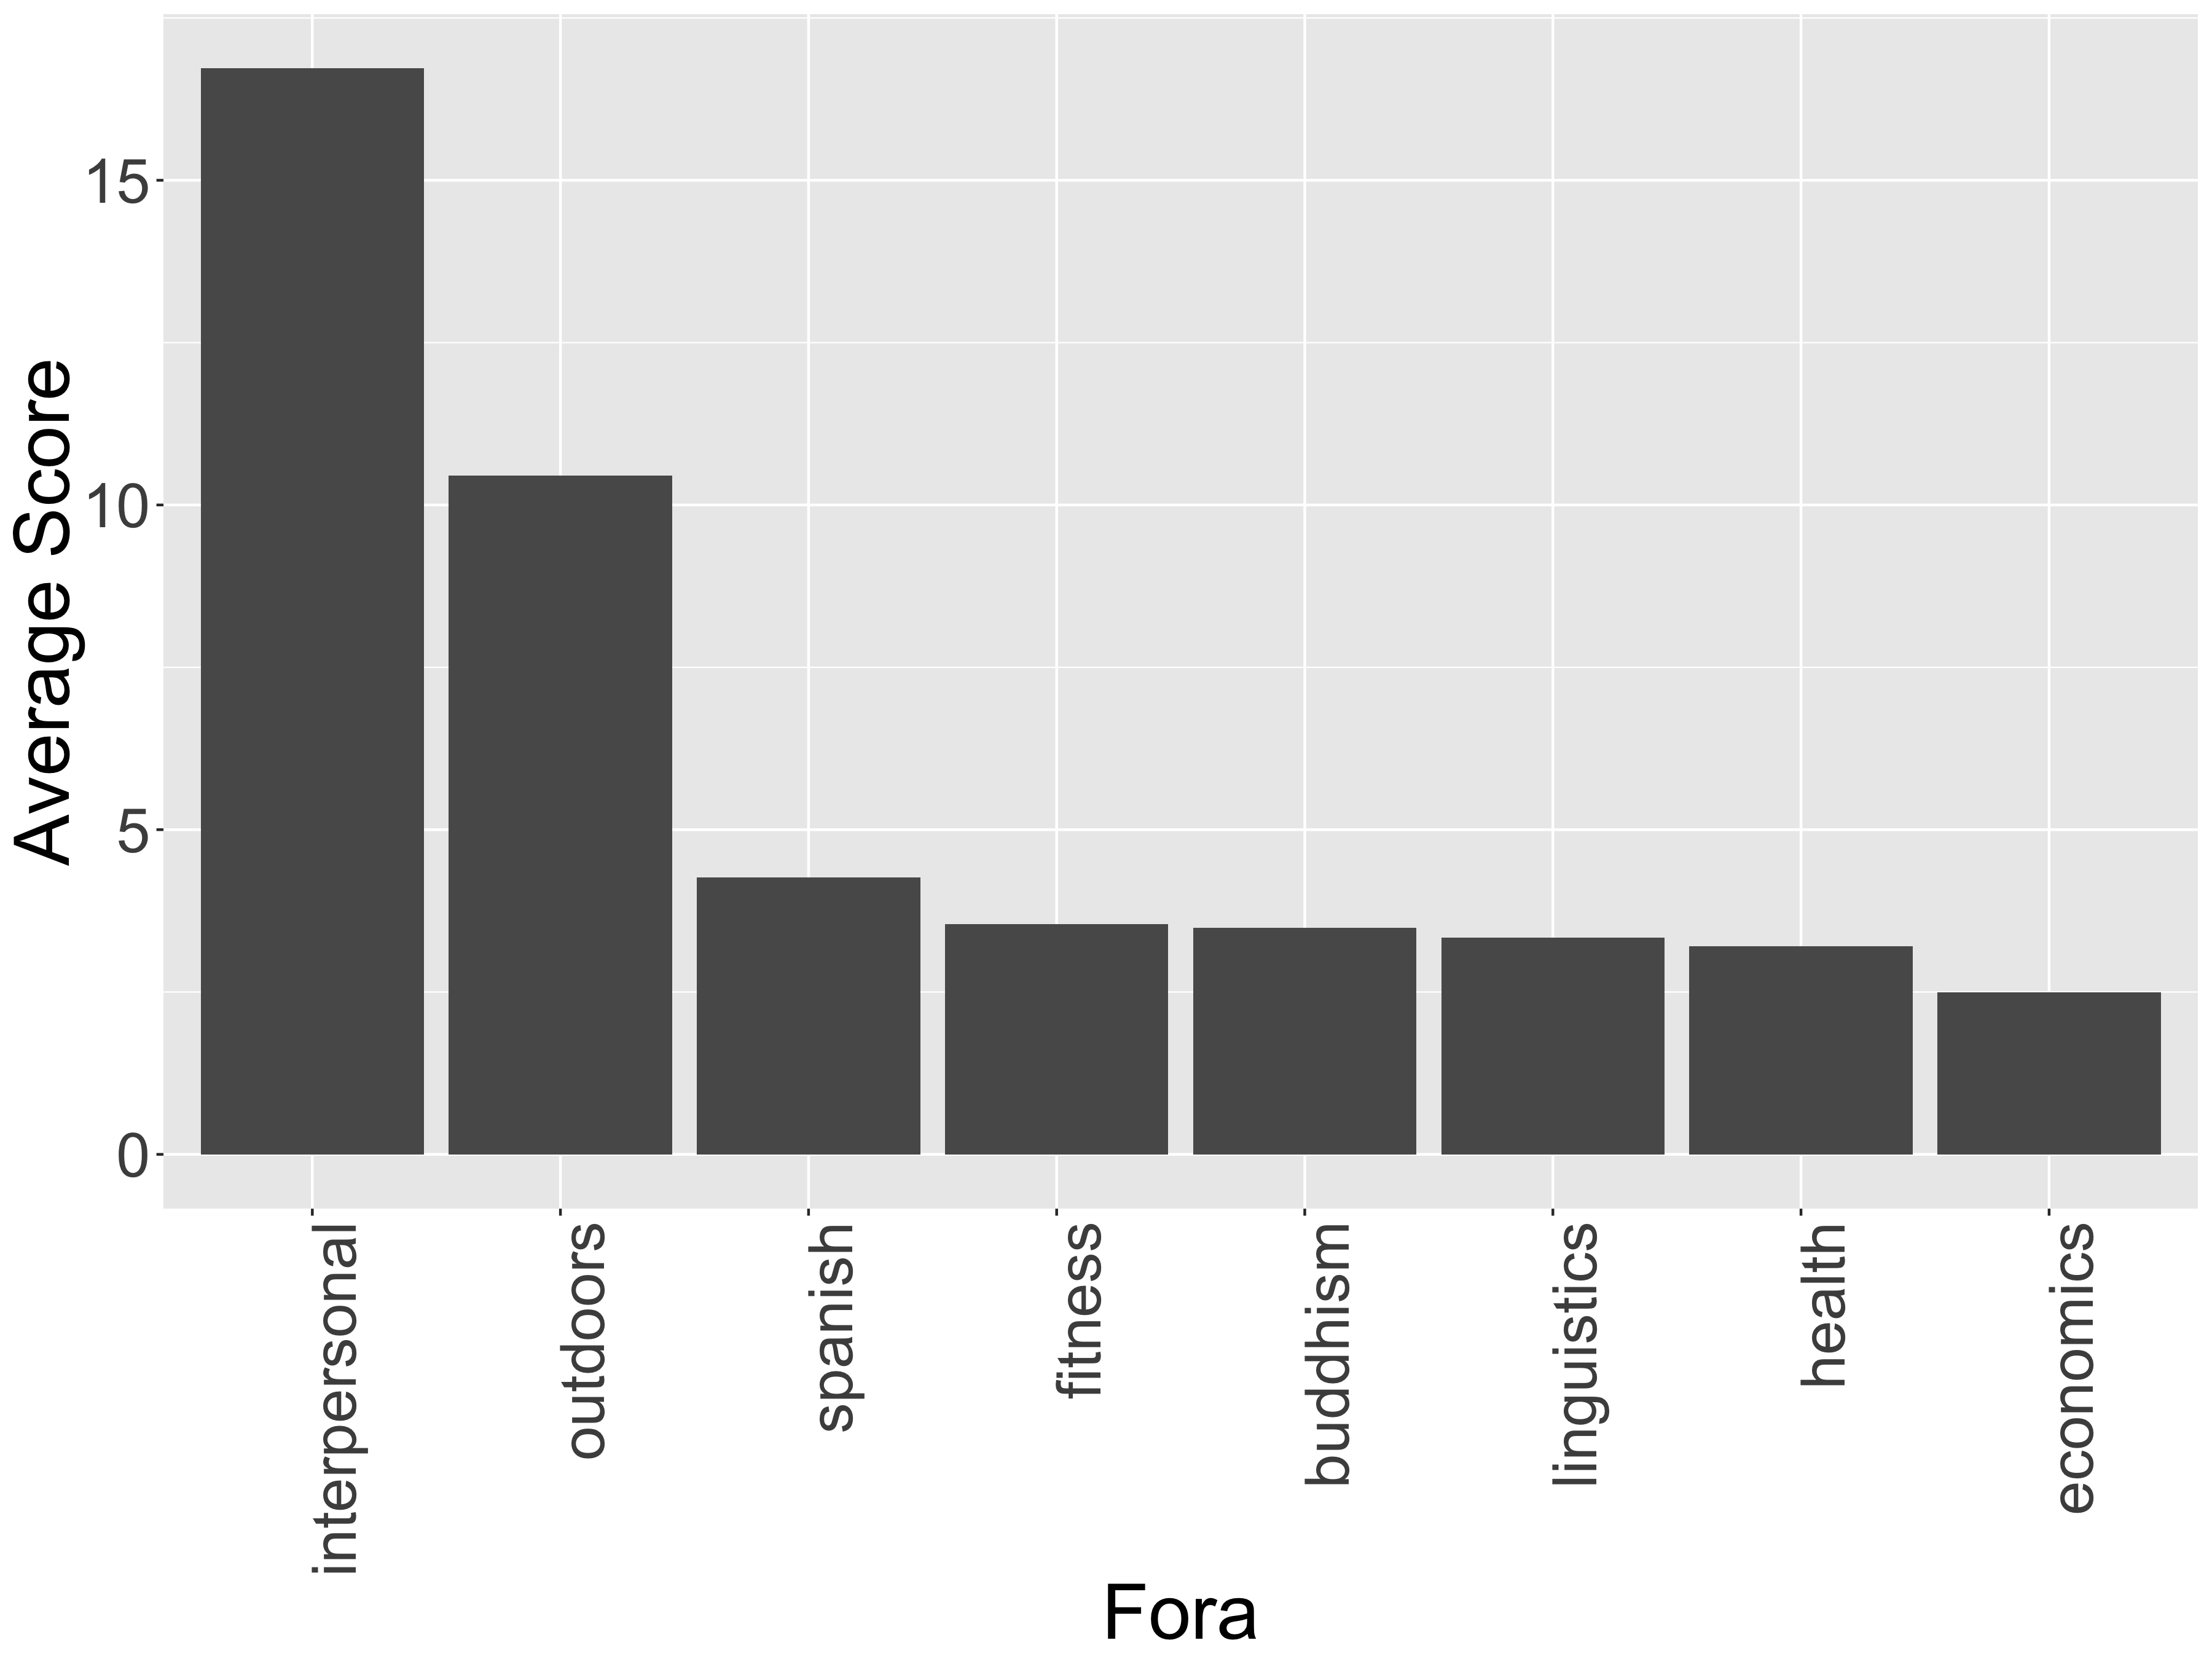 Average Score
15
10
5
0
interpersonal
outdoors
spanish
fitness
buddhism
linguistics
health
economics
Fora